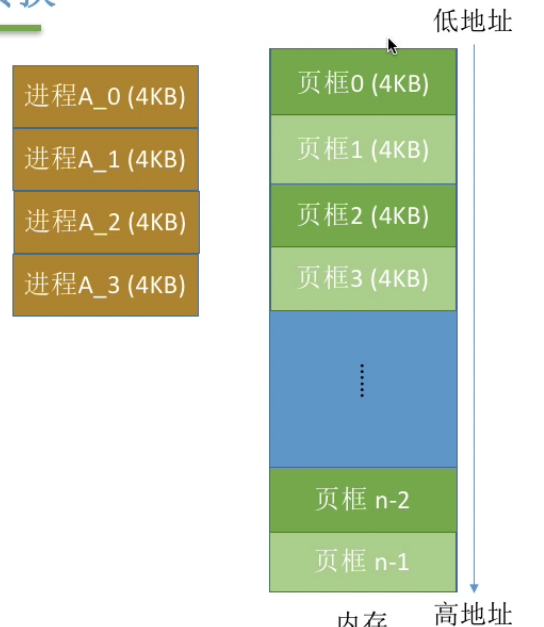 低地址
进程A_0 (4KB)
进程A_1 (4KB)
进程A_2 (4KB)
进程A_3 (4KB)
页框0 (4KB)
页框1 (4KB)
页框2 (4KB)
页框3 (4KB)
......
页框 n-2
页框 n-1
内存
高地址